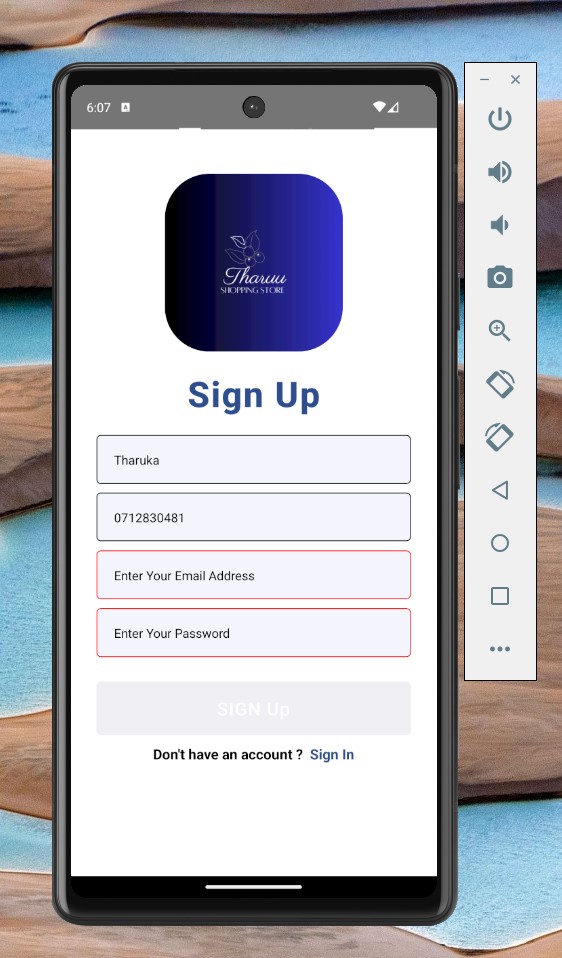 6:07
A
Tharuu
SHOPPING STORE
Sign Up
Tharuka
0712830481
Enter Your Email Address
Enter Your Password
SIGN Up
Don't have an account ? Sign In